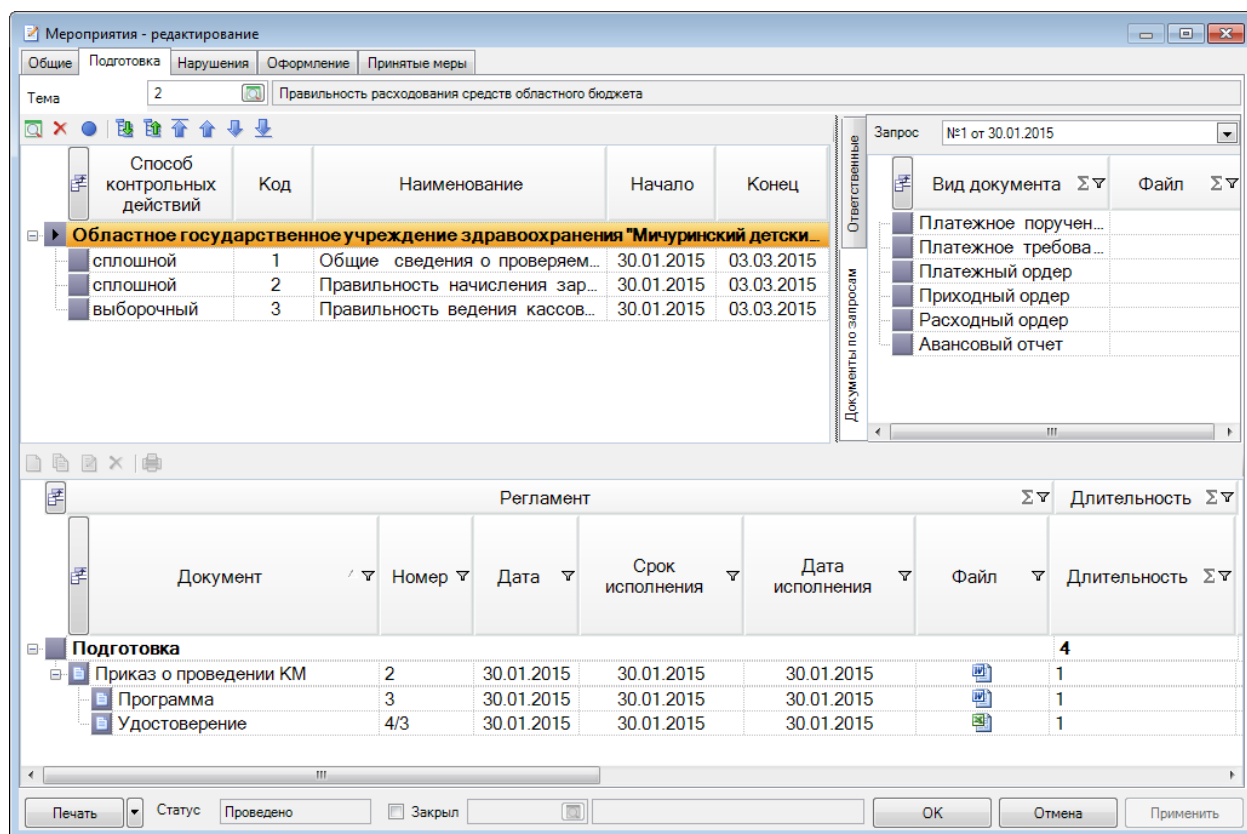 Мероприятия - редактирование
Общие Подготовка Нарушения Оформление Принятые меры
Тема 2 Правильность расходования средств областного бюджета
Запрос №1 от 30.01.2015
Способ контрольных действий Код Наименование Начало Конец
Областное государственное учреждение здравоохранения "Мичуринский детски...
сплошной 1 Общие сведения о проверяем... 30.01.2015 03.03.2015
сплошной 2 Правильность начисления зар... 30.01.2015 03.03.2015
выборочный 3 Правильность ведения кассов... 30.01.2015 03.03.2015
Ответственные
Документы по запросам
Вид документа Σ Файл Σ
Платежное поручен...
Платежное требова...
Платежный ордер
Приходный ордер
Расходный ордер
Авансовый отчет
Регламент Σ Длительность Σ
Документ Номер Дата Срок исполнения Дата исполнения Файл Длительность Σ
Подготовка 4
Приказ о проведении КМ 2 30.01.2015 30.01.2015 30.01.2015 1
Программа 3 30.01.2015 30.01.2015 30.01.2015 1
Удостоверение 4/3 30.01.2015 30.01.2015 30.01.2015 1
Печать Статус Проведено Закрыл OK Отмена Применить